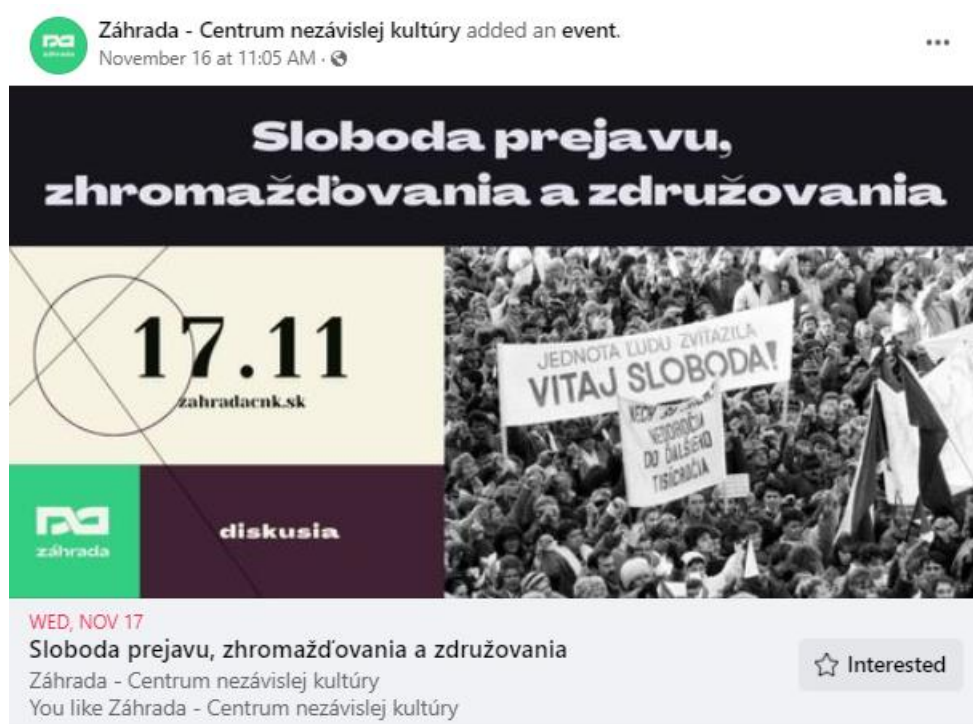 Záhrada - Centrum nezávislej kultúry added an event.
November 16 at 11:05 AM ·
Sloboda prejavu,
zhromažďovania a združovania
17.11
zahradacnk.sk
záhrada
diskusia
JEDNOTA ĽUDU ZVÍŤAZILA
VITAJ SLOBODA!
DO ĎALŠIEHO
TISÍCROČIA
WED, NOV 17
Sloboda prejavu, zhromažďovania a združovania
Záhrada - Centrum nezávislej kultúry
You like Záhrada - Centrum nezávislej kultúry
Interested